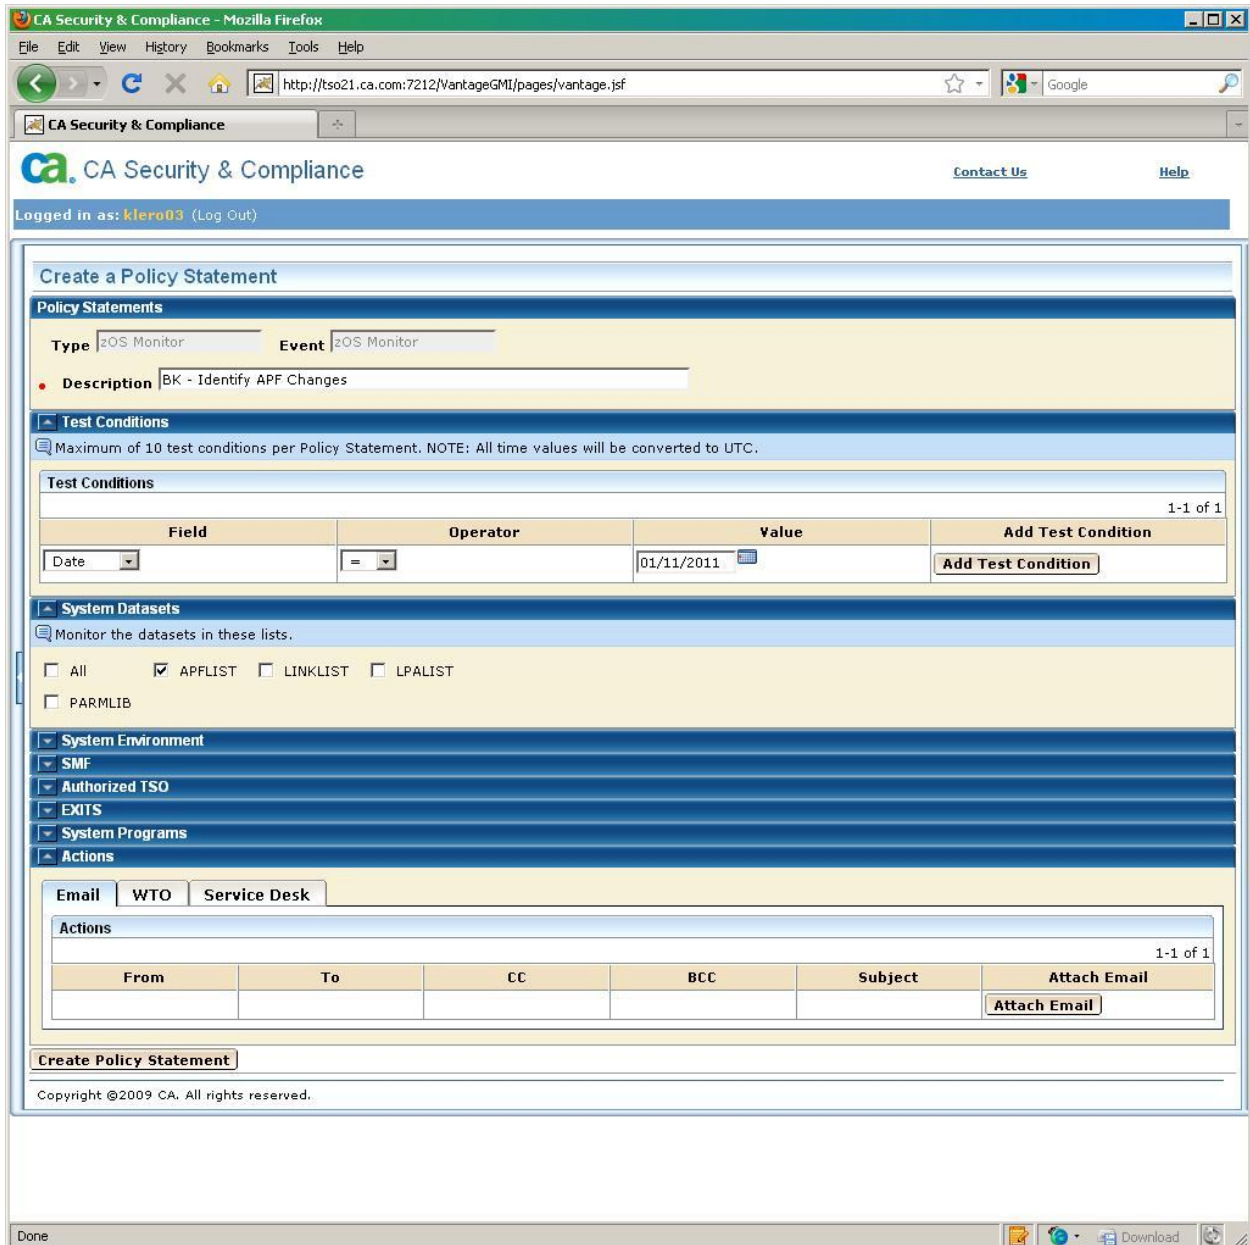 CA Security & Compliance - Mozilla Firefox
File Edit View History Bookmarks Tools Help
http://tso21.ca.com:7212/VantageGMI/pages/vantage.jsf
Google
CA Security & Compliance
ca. CA Security & Compliance
Contact Us Help
Logged in as: klero03 (Log Out)
Create a Policy Statement
Policy Statements
Type zOS Monitor Event zOS Monitor
• Description BK - Identify APF Changes
Test Conditions
Maximum of 10 test conditions per Policy Statement. NOTE: All time values will be converted to UTC.
Test Conditions
1-1 of 1
Field Operator Value Add Test Condition
Date = 01/11/2011 Add Test Condition
System Datasets
Monitor the datasets in these lists.
All APFLIST LINKLIST LPALIST
PARMLIB
System Environment
SMF
Authorized TSO
EXITS
System Programs
Actions
Email WTO Service Desk
Actions
1-1 of 1
From To CC BCC Subject Attach Email
Attach Email
Create Policy Statement
Copyright @2009 CA. All rights reserved.
Done Download